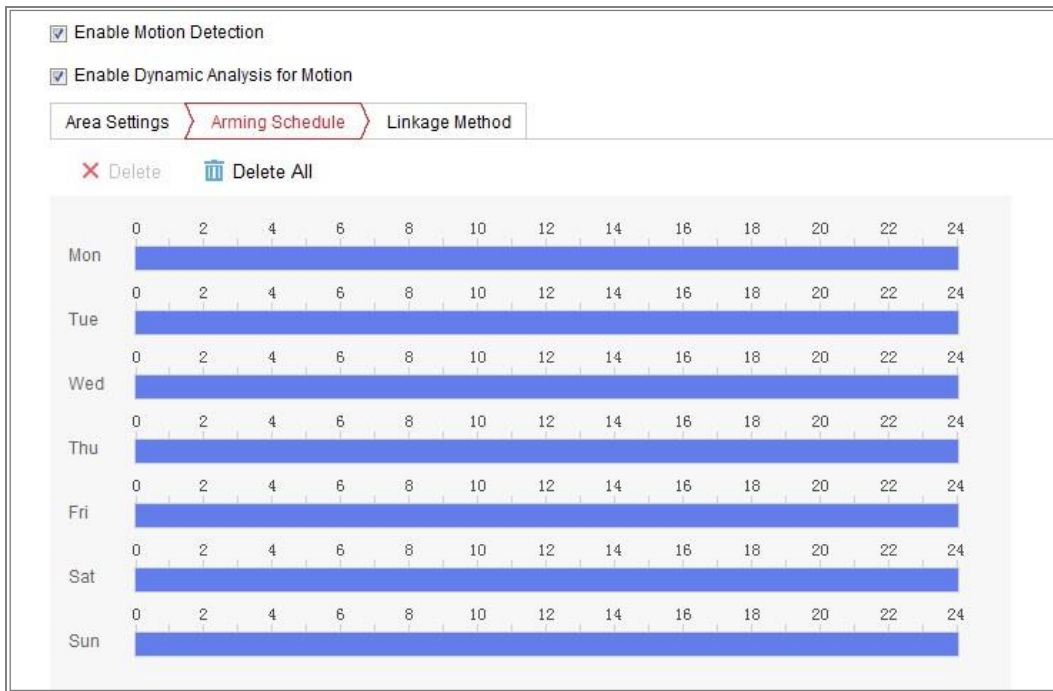 Enable Motion Detection
Enable Dynamic Analysis for Motion
Area Settings Arming Schedule Linkage Method
Delete Delete All
0 2 4 6 8 10 12 14 16 18 20 22 24
Mon
0 2 4 6 8 10 12 14 16 18 20 22 24
Tue
0 2 4 6 8 10 12 14 16 18 20 22 24
Wed
0 2 4 6 8 10 12 14 16 18 20 22 24
Thu
0 2 4 6 8 10 12 14 16 18 20 22 24
Fri
0 2 4 6 8 10 12 14 16 18 20 22 24
Sat
0 2 4 6 8 10 12 14 16 18 20 22 24
Sun